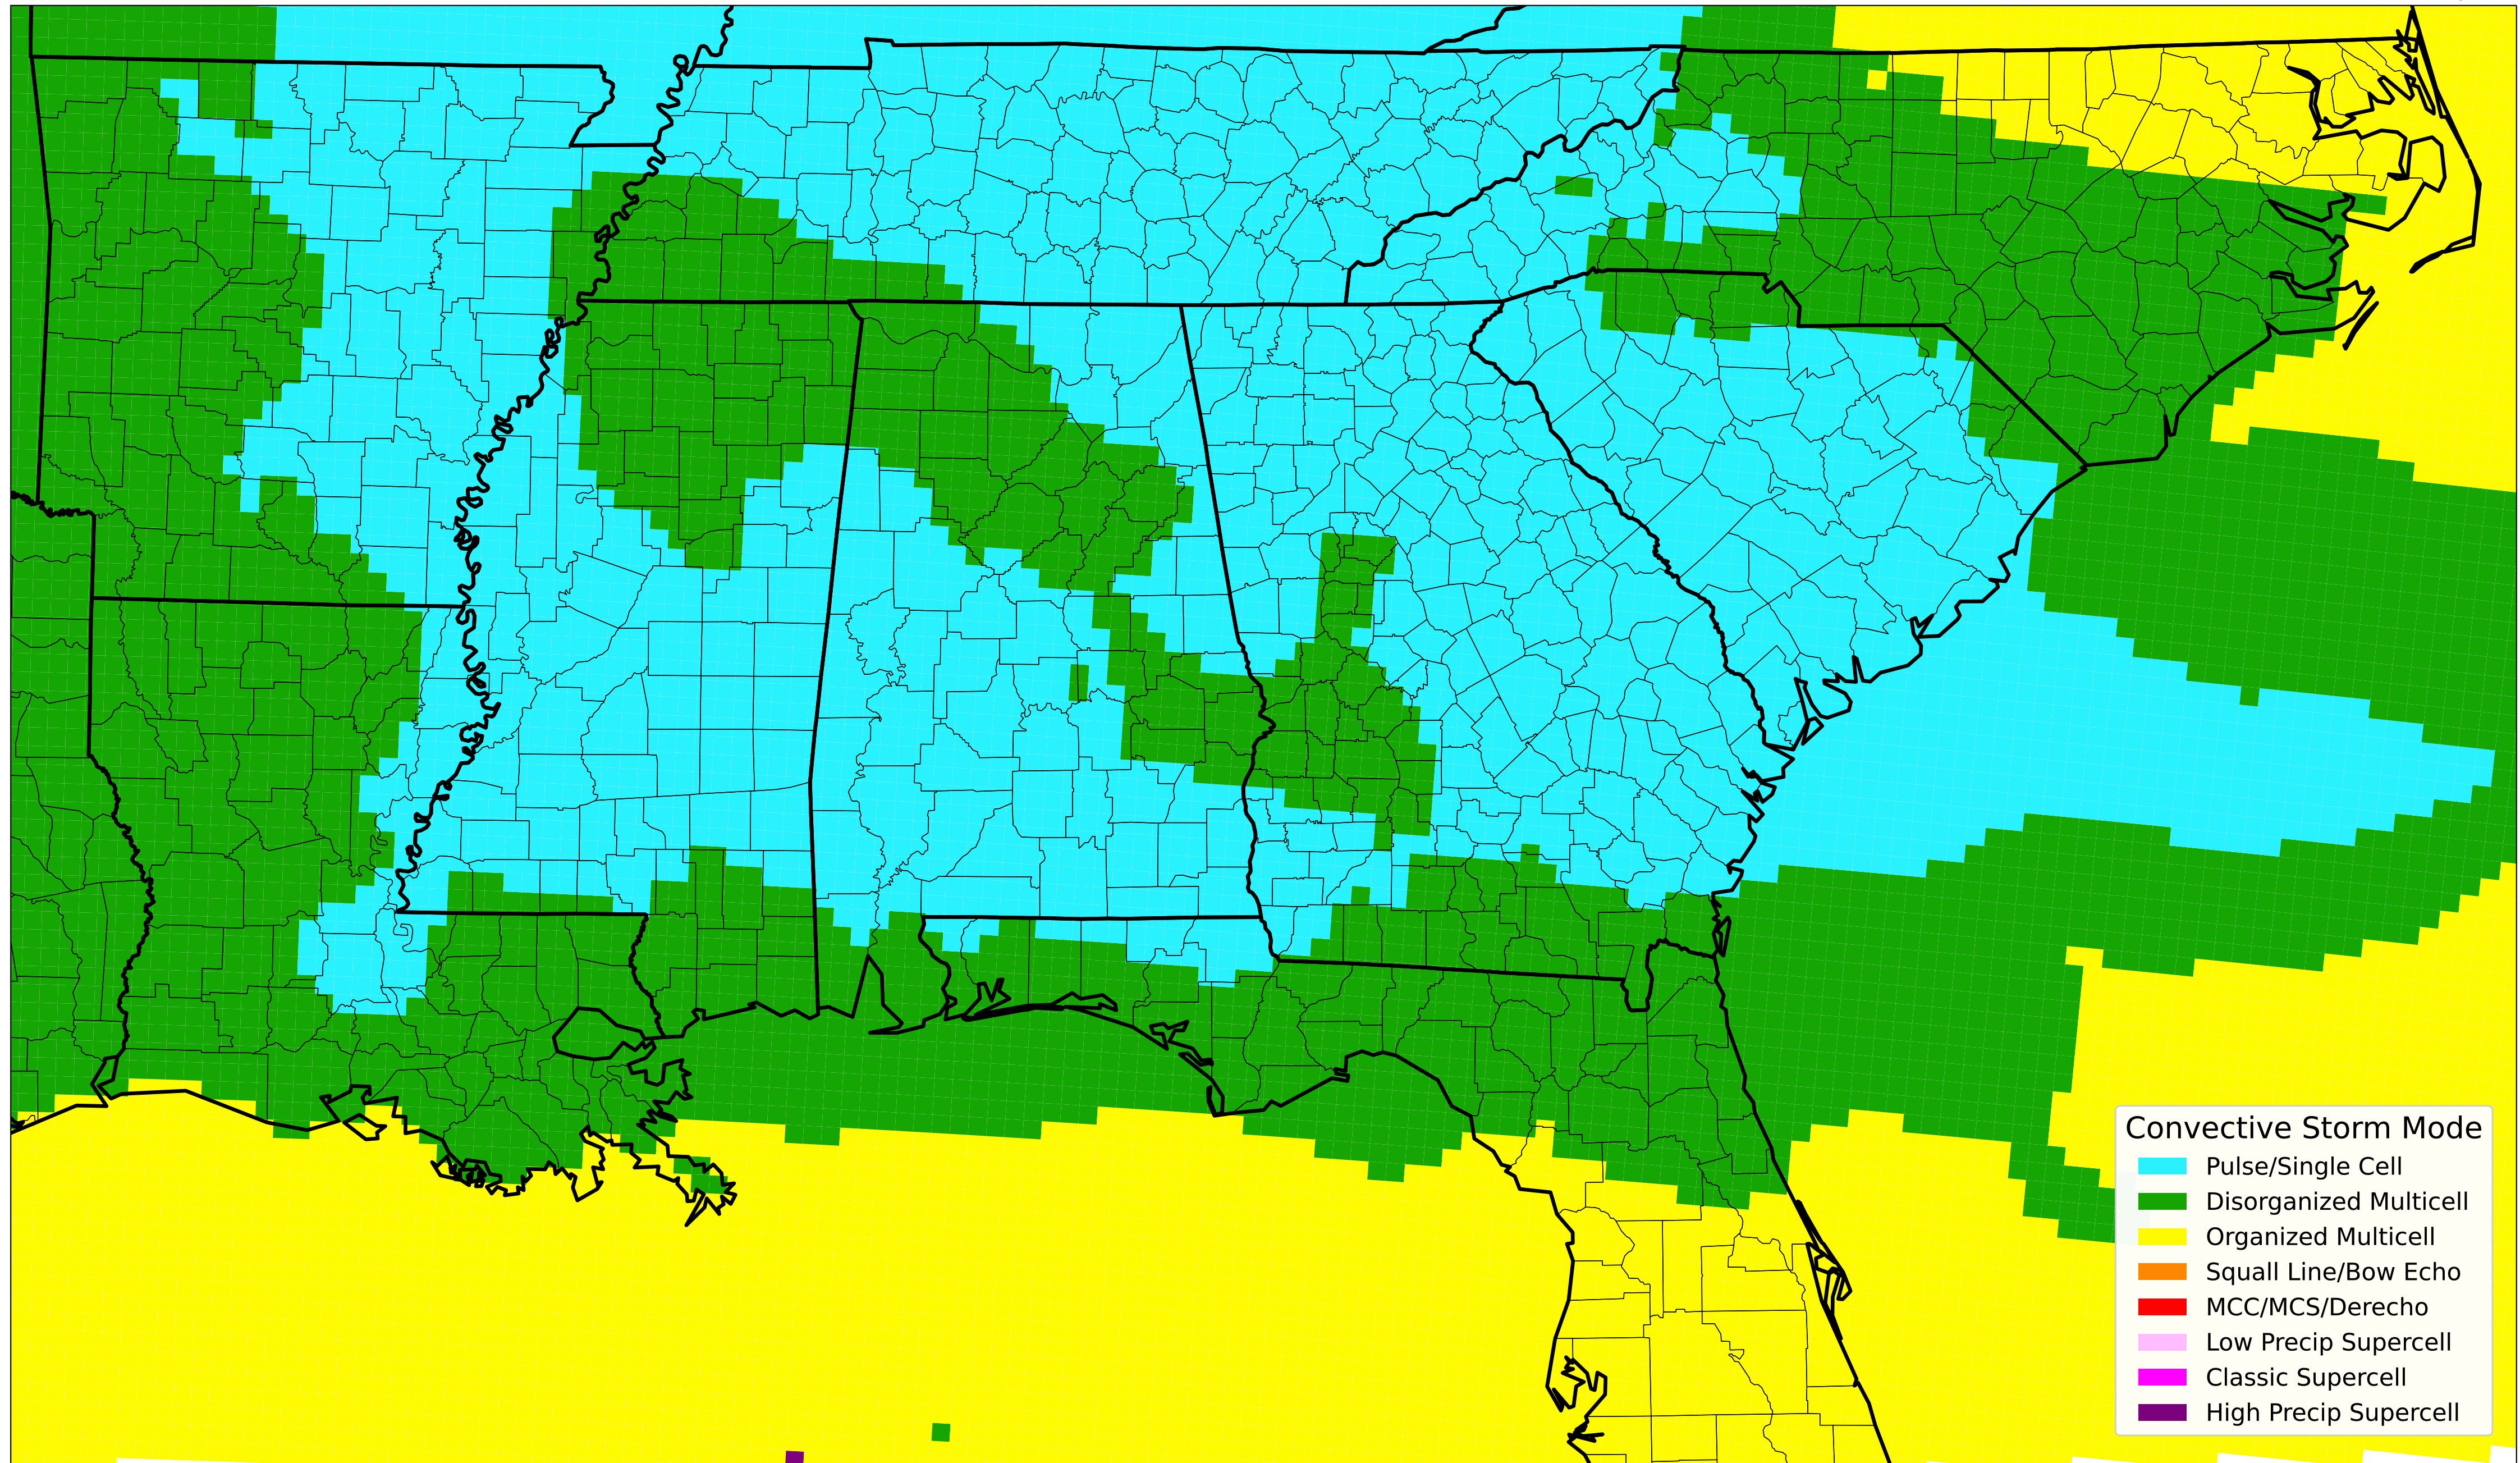 Convective Storm Mode
Pulse/Single Cell
Disorganized Multicell
Organized Multicell
Squall Line/Bow Echo
MCC/MCS/Derecho
Low Precip Supercell
Classic Supercell
High Precip Supercell